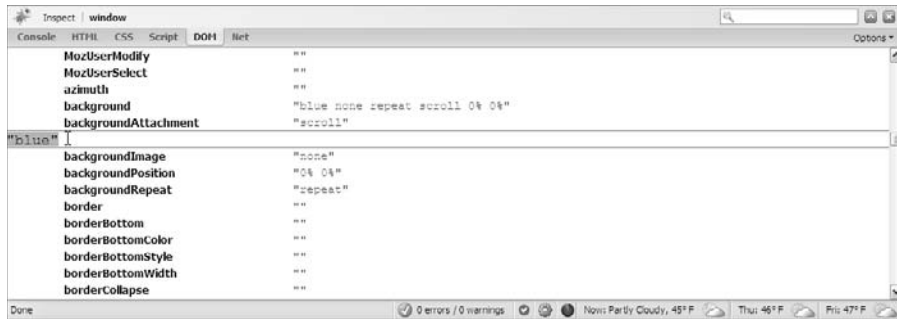 Inspect | window
Console HTML CSS Script DOM Net Options
MozUserModify ""
MozUserSelect ""
azimuth ""
background "blue none repeat scroll 0% 0%"
backgroundAttachment "scroll"
"blue"
backgroundImage "none"
backgroundPosition "0% 0%"
backgroundRepeat "repeat"
border ""
borderBottom ""
borderBottomColor ""
borderBottomStyle ""
borderBottomWidth ""
borderCollapse ""
Done 0 errors / 0 warnings Now: Partly Cloudy, 45° F Thu: 46° F Fri: 47° F